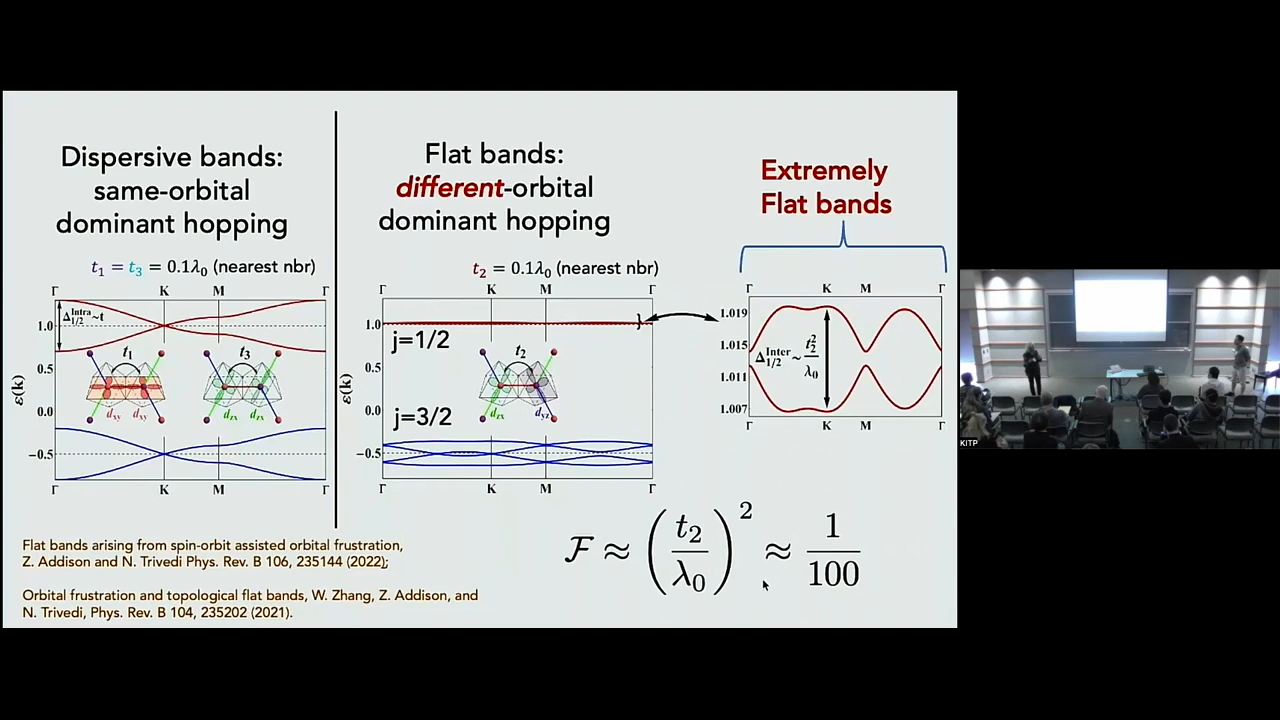 Dispersive bands:
same-orbital
dominant hopping
t₁ = t₃ = 0.1λ₀ (nearest nbr)
Γ K M Γ
Δ^Intra_1/2 ~t
1.0
0.5
0.0
−0.5
ε(k)
t₁
t₃
d_xy d_xy
d_zx d_zx
Γ K M Γ
Flat bands:
different-orbital
dominant hopping
t₂ = 0.1λ₀ (nearest nbr)
Γ K M Γ
1.0
0.5
0.0
−0.5
ε(k)
j=1/2
t₂
d_zx d_yz
j=3/2
Γ K M Γ
Extremely
Flat bands
Γ K M Γ
1.019
1.015
1.011
1.007
Δ^Inter_1/2 ~ t₂²/λ₀
Γ K M Γ
ℱ ≈ (t₂/λ₀)² ≈ 1/100
Flat bands arising from spin-orbit assisted orbital frustration,
Z. Addison and N. Trivedi Phys. Rev. B 106, 235144 (2022);
Orbital frustration and topological flat bands, W. Zhang, Z. Addison, and
N. Trivedi, Phys. Rev. B 104, 235202 (2021).
KITP